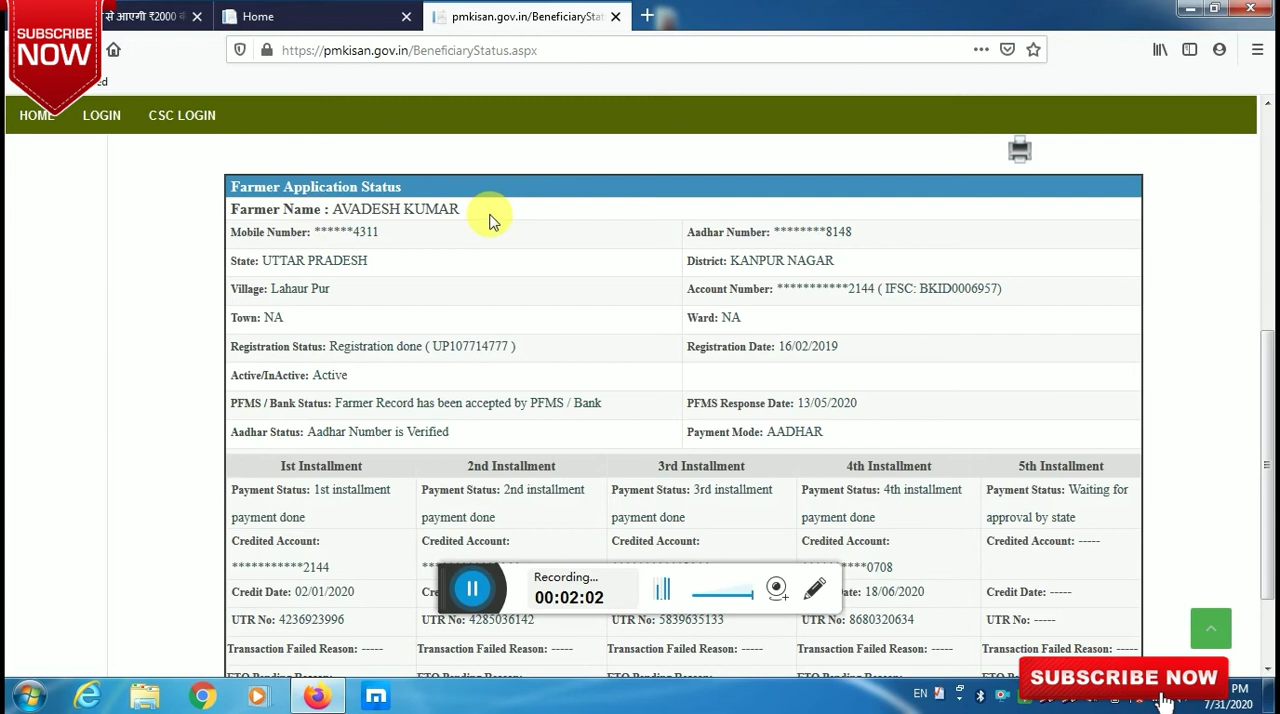 से आएगी ₹2000
Home
pmkisan.gov.in/BeneficiaryStat
SUBSCRIBE
NOW
https://pmkisan.gov.in/BeneficiaryStatus.aspx
ed
HOME LOGIN CSC LOGIN
Farmer Application Status
Farmer Name : AVADESH KUMAR
Mobile Number: ******4311 Aadhar Number: ********8148
State: UTTAR PRADESH District: KANPUR NAGAR
Village: Lahaur Pur Account Number: ***********2144 ( IFSC: BKID0006957)
Town: NA Ward: NA
Registration Status: Registration done ( UP107714777 ) Registration Date: 16/02/2019
Active/InActive: Active
PFMS / Bank Status: Farmer Record has been accepted by PFMS / Bank PFMS Response Date: 13/05/2020
Aadhar Status: Aadhar Number is Verified Payment Mode: AADHAR
Ist Installment 2nd Installment 3rd Installment 4th Installment 5th Installment
Payment Status: 1st installment Payment Status: 2nd installment Payment Status: 3rd installment Payment Status: 4th installment Payment Status: Waiting for
payment done payment done payment done payment done approval by state
Credited Account: Credited Account: Credited Account: Credited Account: Credited Account: -----
***********2144 0708
Recording...
00:02:02
Credit Date: 02/01/2020 Date: 18/06/2020 Credit Date: -----
UTR No: 4236923996 UTR No: 4285036142 UTR No: 5839635133 UTR No: 8680320634 UTR No: -----
Transaction Failed Reason: ----- Transaction Failed Reason: ----- Transaction Failed Reason: ----- Transaction Failed Reason: ----- Transaction Failed Reason: -----
SUBSCRIBE NOW
EN PM
7/31/2020